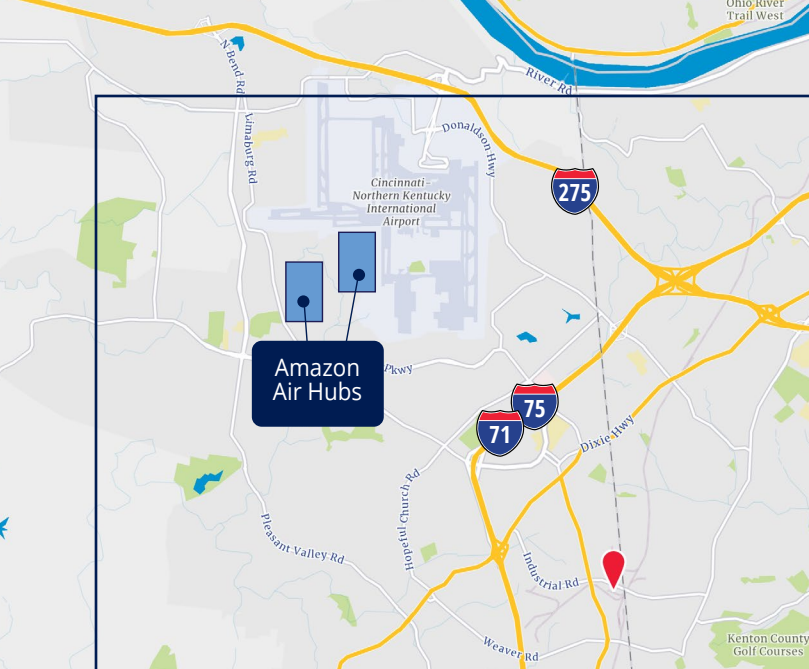 Ohio River
Trail West
N Bend Rd
River Rd
Limaburg Rd
Donaldson Hwy
Cincinnati-
Northern Kentucky
International
Airport
275
Amazon
Air Hubs
Pkwy
75
71
Dixie Hwy
Hopeful Church Rd
Pleasant Valley Rd
Industrial Rd
Weaver Rd
Kenton County
Golf Courses